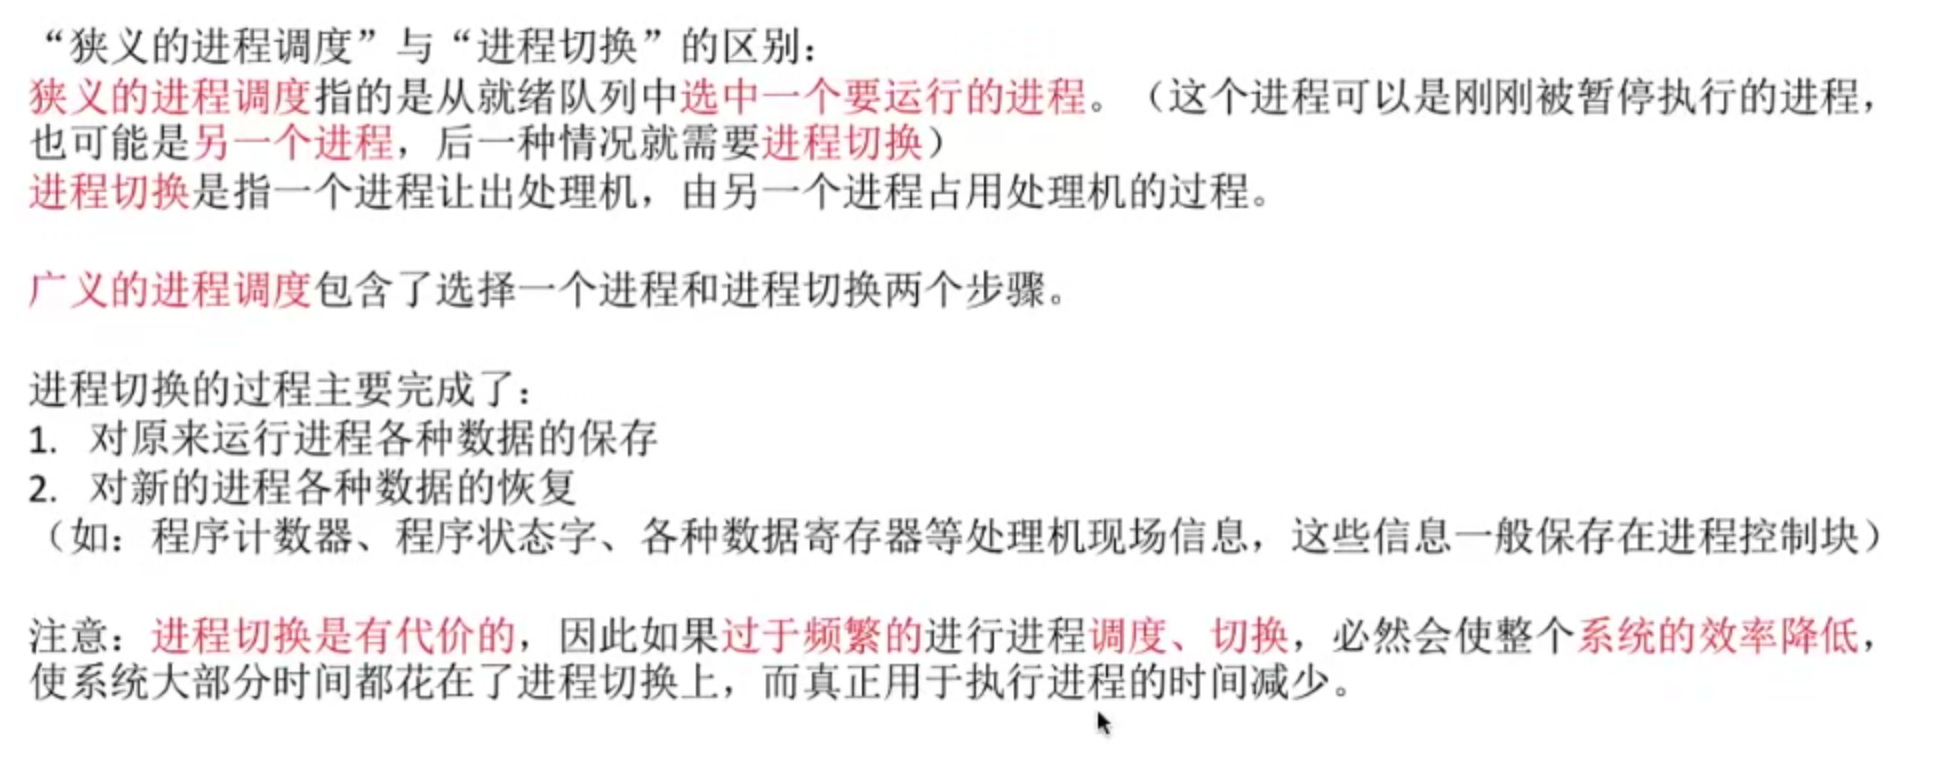 “狭义的进程调度”与“进程切换”的区别：
狭义的进程调度指的是从就绪队列中选中一个要运行的进程。（这个进程可以是刚刚被暂停执行的进程，
也可能是另一个进程，后一种情况就需要进程切换）
进程切换是指一个进程让出处理机，由另一个进程占用处理机的过程。
广义的进程调度包含了选择一个进程和进程切换两个步骤。
进程切换的过程主要完成了：
1. 对原来运行进程各种数据的保存
2. 对新的进程各种数据的恢复
（如：程序计数器、程序状态字、各种数据寄存器等处理机现场信息，这些信息一般保存在进程控制块）
注意：进程切换是有代价的，因此如果过于频繁的进行进程调度、切换，必然会使整个系统的效率降低，
使系统大部分时间都花在了进程切换上，而真正用于执行进程的时间减少。